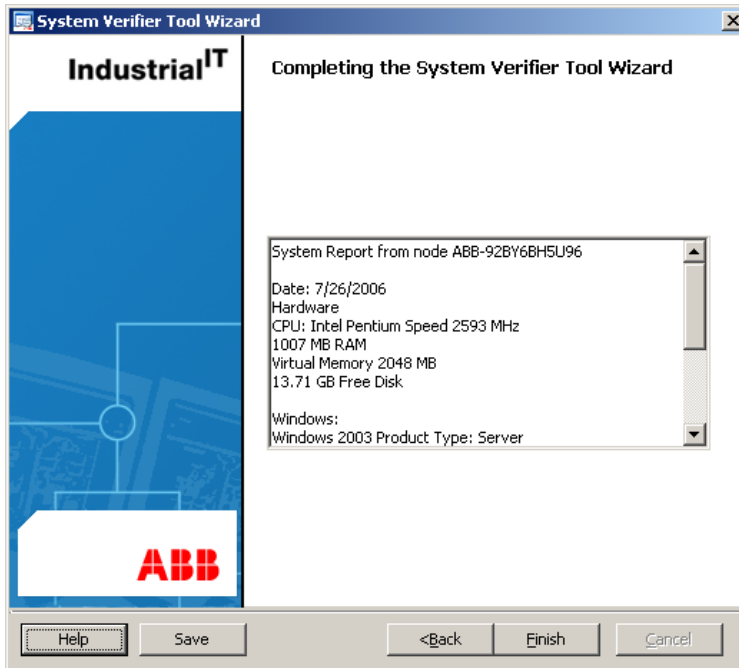 System Verifier Tool Wizard
Industrial IT
Completing the System Verifier Tool Wizard
System Report from node ABB-92BY6BH5U96
Date: 7/26/2006
Hardware
CPU: Intel Pentium Speed 2593 MHz
1007 MB RAM
Virtual Memory 2048 MB
13.71 GB Free Disk
Windows:
Windows 2003 Product Type: Server
ABB
Help
Save
<Back
Finish
Cancel